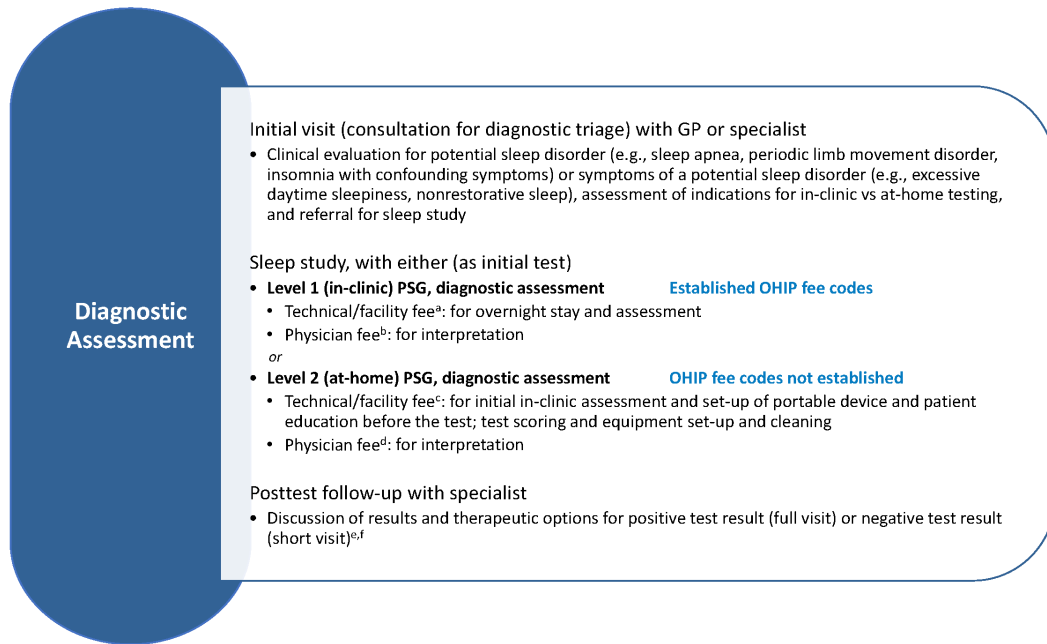 Diagnostic
Assessment
Initial visit (consultation for diagnostic triage) with GP or specialist
• Clinical evaluation for potential sleep disorder (e.g., sleep apnea, periodic limb movement disorder,
insomnia with confounding symptoms) or symptoms of a potential sleep disorder (e.g., excessive
daytime sleepiness, nonrestorative sleep), assessment of indications for in-clinic vs at-home testing,
and referral for sleep study
Sleep study, with either (as initial test)
• Level 1 (in-clinic) PSG, diagnostic assessment Established OHIP fee codes
• Technical/facility feeᵃ: for overnight stay and assessment
• Physician feeᵇ: for interpretation
or
• Level 2 (at-home) PSG, diagnostic assessment OHIP fee codes not established
• Technical/facility feeᶜ: for initial in-clinic assessment and set-up of portable device and patient
education before the test; test scoring and equipment set-up and cleaning
• Physician feeᵈ: for interpretation
Posttest follow-up with specialist
• Discussion of results and therapeutic options for positive test result (full visit) or negative test result
(short visit)ᵉ,ᶠ